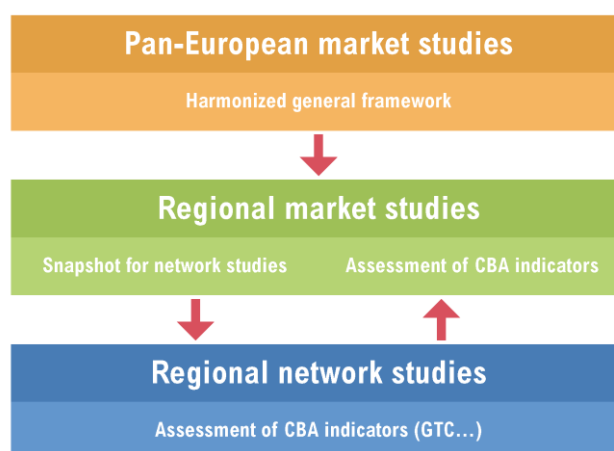 Pan-European market studies
Harmonized general framework
Regional market studies
Snapshot for network studies
Assessment of CBA indicators
Regional network studies
Assessment of CBA indicators (GTC...)